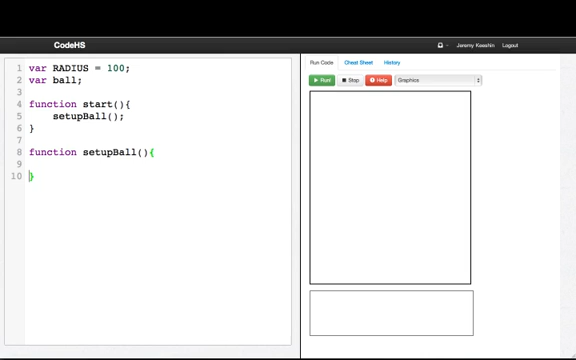 CodeHS
Jeremy Keeshin
Logout
1 var RADIUS = 100;
2 var ball;
3
4 function start(){
5 setupBall();
6 }
7
8 function setupBall(){
9
10 }
Run Code
Cheat Sheet
History
Run!
Stop
Help
Graphics